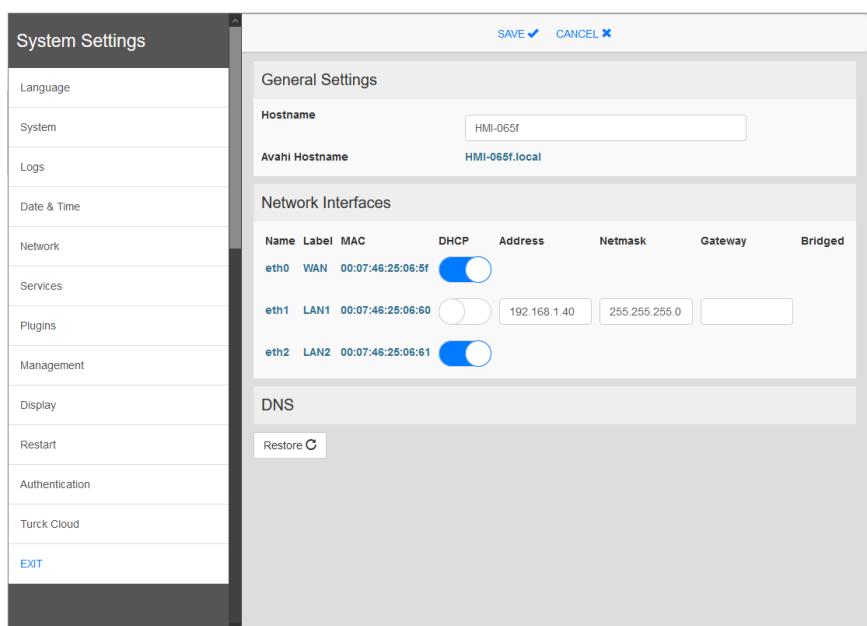 System Settings
Language
System
Logs
Date & Time
Network
Services
Plugins
Management
Display
Restart
Authentication
Turck Cloud
EXIT
SAVE CANCEL
General Settings
Hostname HMI-065f
Avahi Hostname HMI-065f.local
Network Interfaces
Name Label MAC DHCP Address Netmask Gateway Bridged
eth0 WAN 00:07:46:25:06:5f
eth1 LAN1 00:07:46:25:06:60 192.168.1.40 255.255.255.0
eth2 LAN2 00:07:46:25:06:61
DNS
Restore